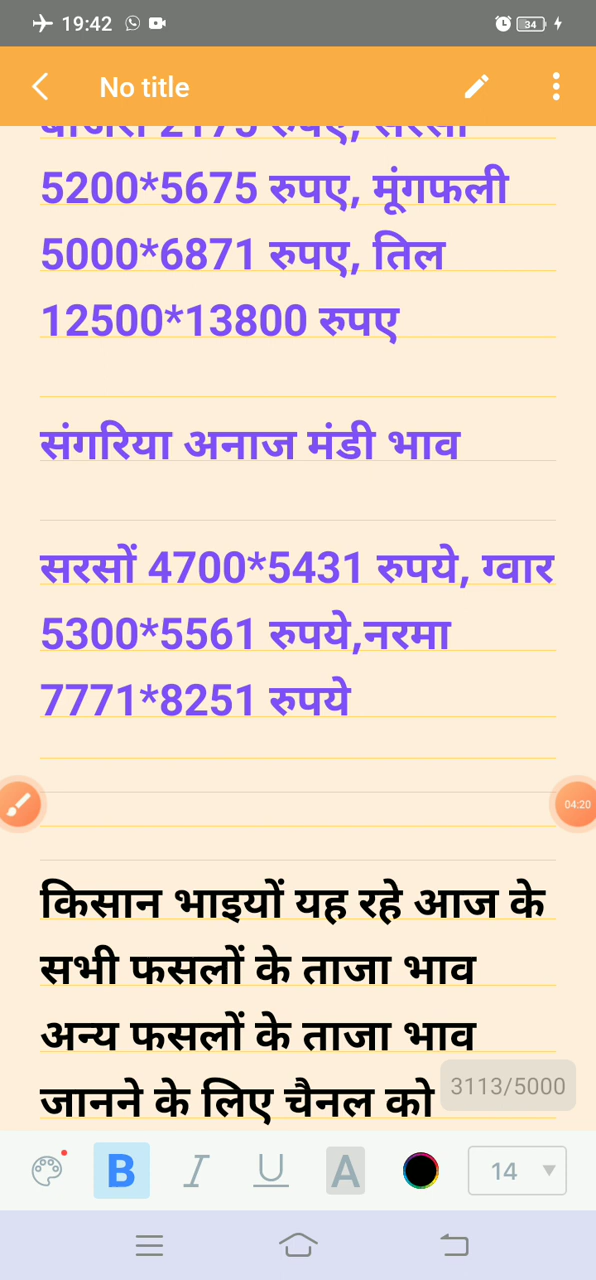 19:42
34
No title
5200*5675 रुपए, मूंगफली
5000*6871 रुपए, तिल
12500*13800 रुपए
संगरिया अनाज मंडी भाव
सरसों 4700*5431 रुपये, ग्वार
5300*5561 रुपये,नरमा
7771*8251 रुपये
04:20
किसान भाइयों यह रहे आज के
सभी फसलों के ताजा भाव
अन्य फसलों के ताजा भाव
जानने के लिए चैनल को
3113/5000
B I U A 14